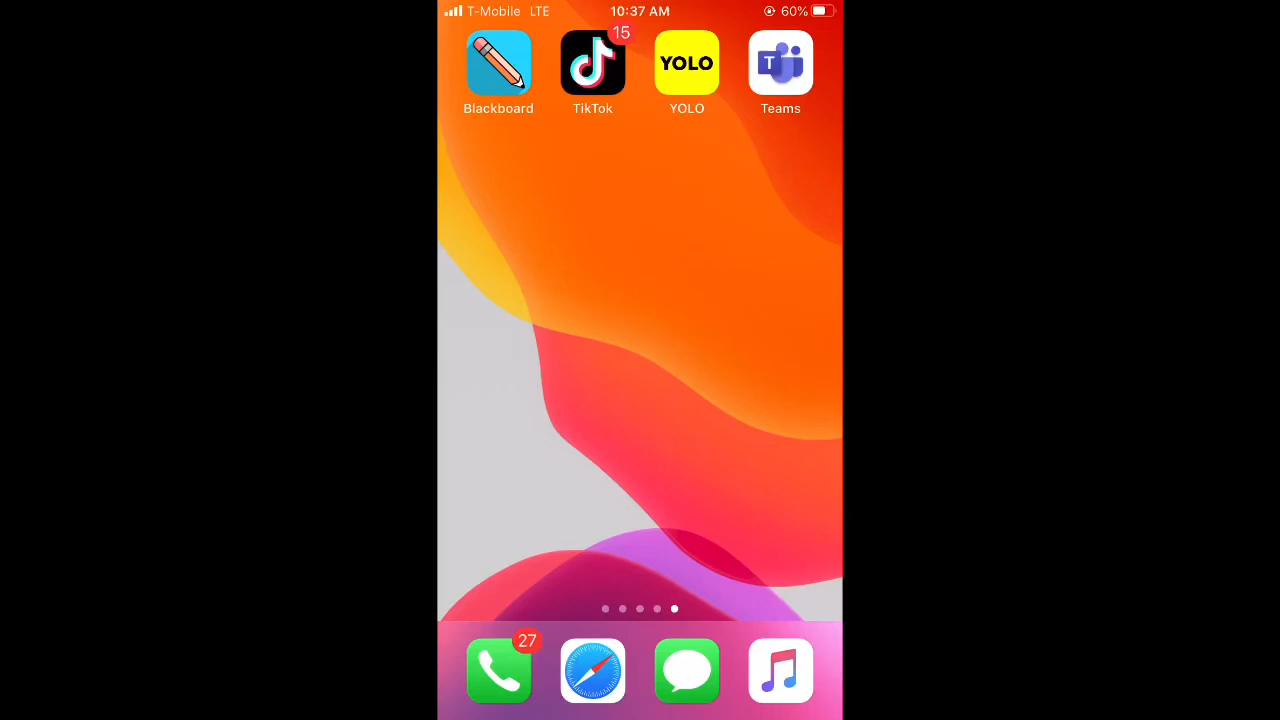 T-Mobile LTE 10:37 AM 60%
15
YOLO
T
Blackboard TikTok YOLO Teams
27